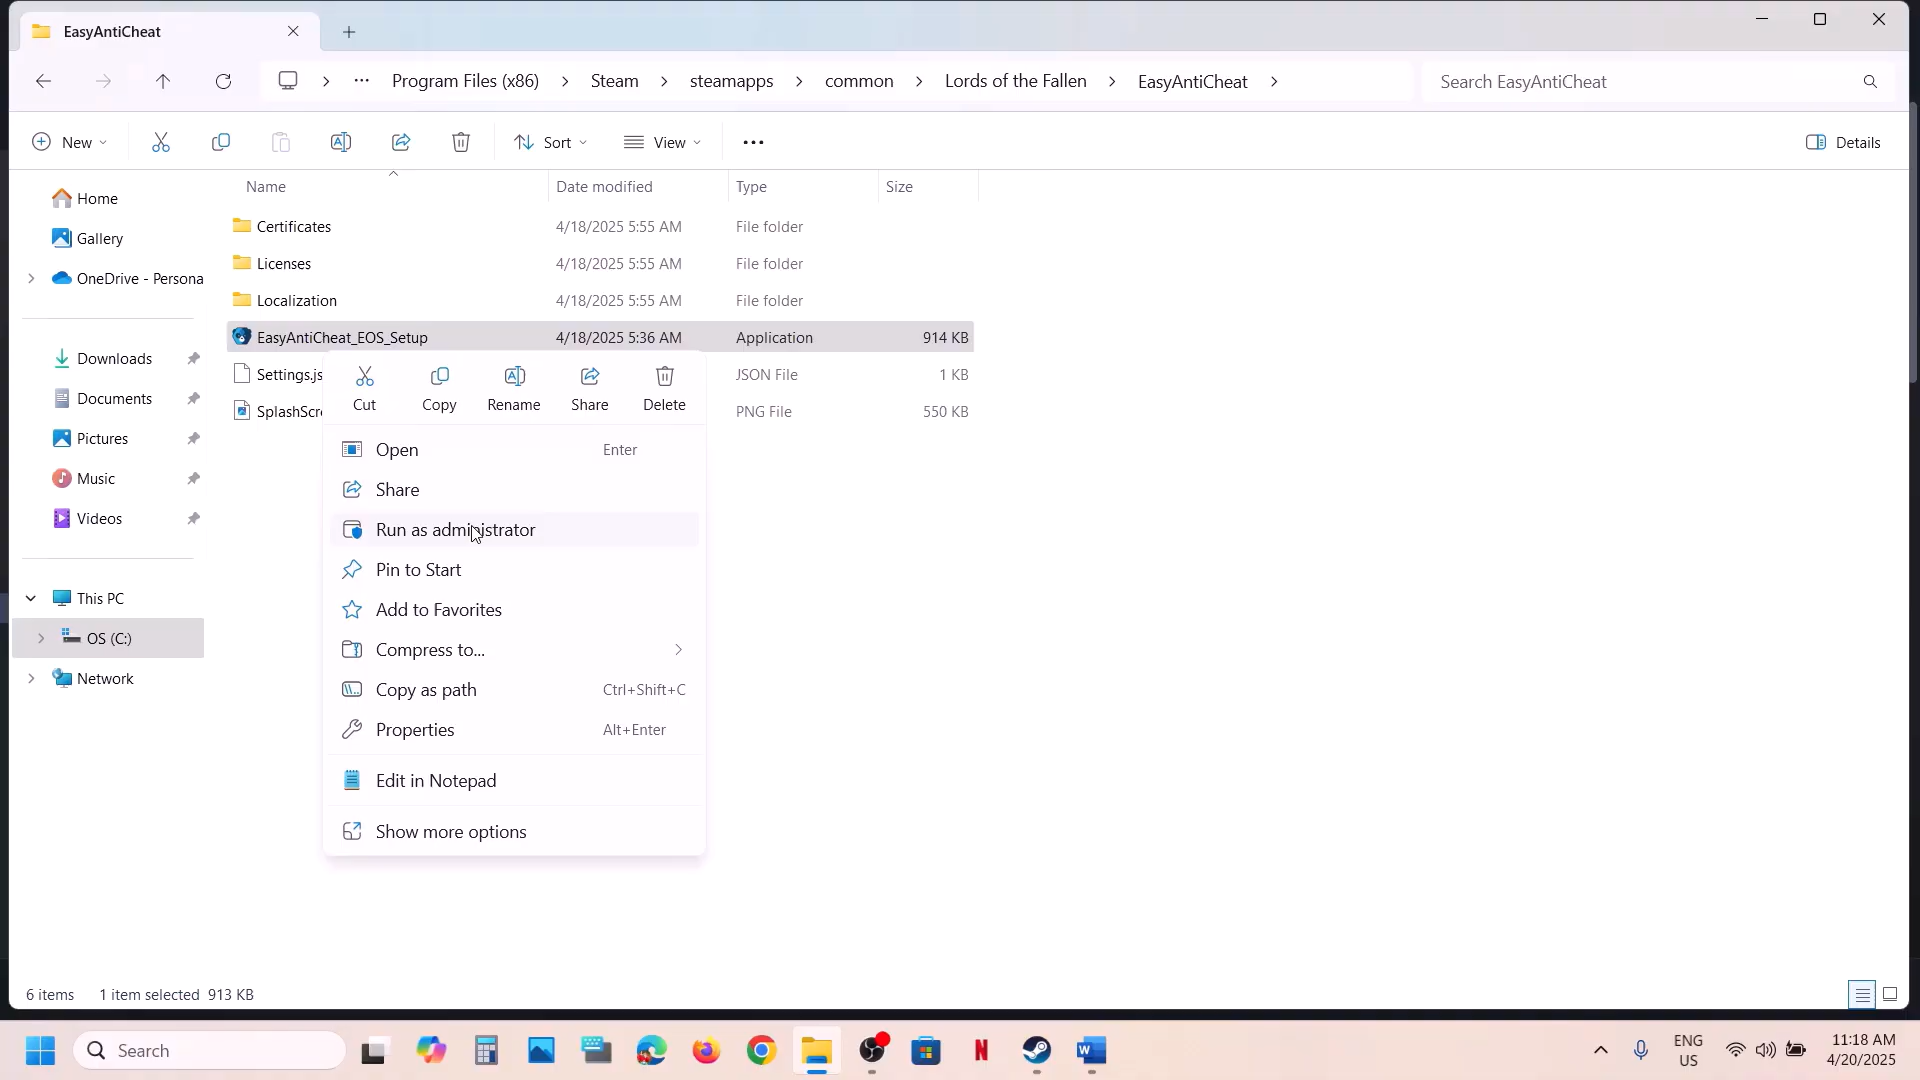 EasyAntiCheat
Program Files (x86) Steam steamapps common Lords of the Fallen EasyAntiCheat
Search EasyAntiCheat
New
Sort
View
Details
Name Date modified Type Size
Home
Gallery
OneDrive - Persona
Downloads
Documents
Pictures
Music
Videos
This PC
OS (C:)
Network
Certificates 4/18/2025 5:55 AM File folder
Licenses 4/18/2025 5:55 AM File folder
Localization 4/18/2025 5:55 AM File folder
EasyAntiCheat_EOS_Setup 4/18/2025 5:36 AM Application 914 KB
Settings.js JSON File 1 KB
SplashScre PNG File 550 KB
Cut Copy Rename Share Delete
Open Enter
Share
Run as administrator
Pin to Start
Add to Favorites
Compress to...
Copy as path Ctrl+Shift+C
Properties Alt+Enter
Edit in Notepad
Show more options
6 items 1 item selected 913 KB
Search
ENG
US
11:18 AM
4/20/2025